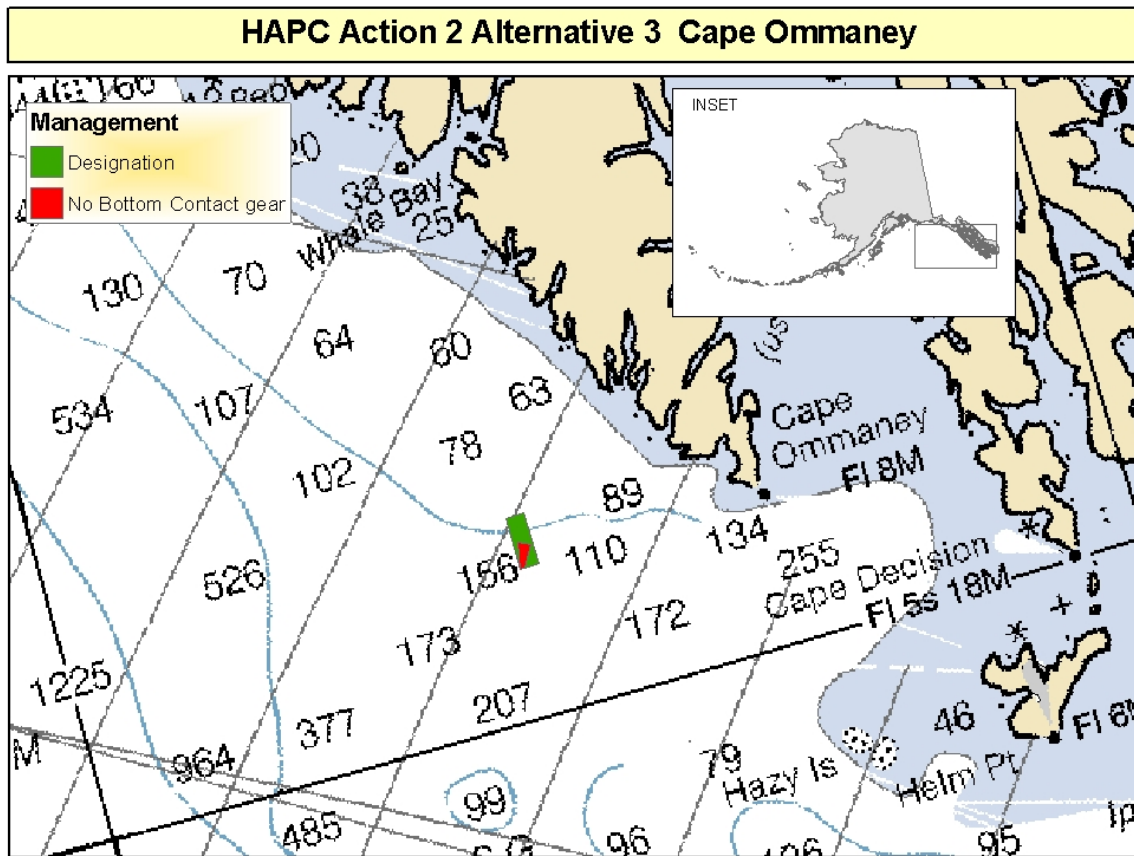 HAPC Action 2 Alternative 3 Cape Ommaney
Management
Designation
No Bottom Contact gear
INSET
38
Whale Bay
25
130
70
64
60
534
107
63
78
102
Cape
Ommaney
Fl 8M
89
134
526
156
110
255
Cape Decision
Fl 5s 18M
173
172
1225
207
377
46
Fl 6M
M
964
79
Hazy Is
Helm Pt
99
485
96
95